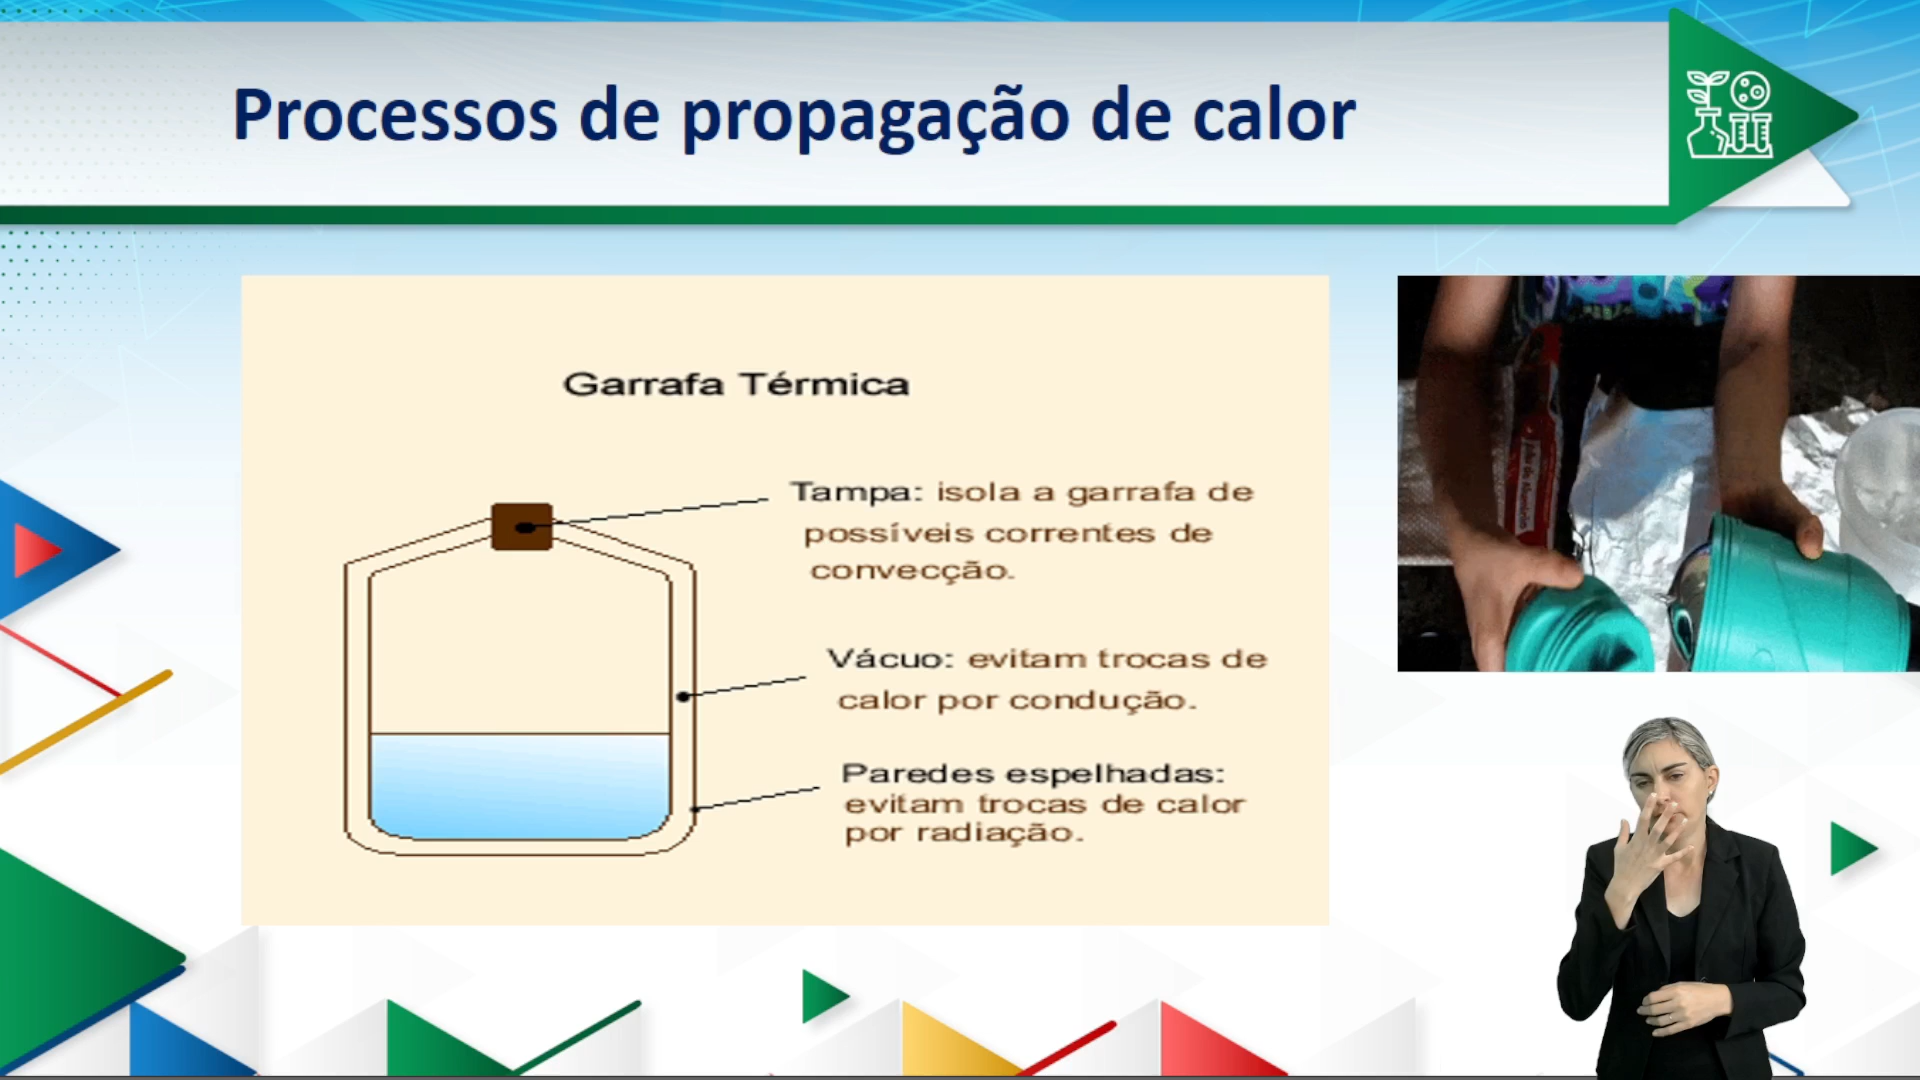 Processos de propagação de calor
Garrafa Térmica
Tampa: isola a garrafa de
possíveis correntes de
convecção.
Vácuo: evitam trocas de
calor por condução.
Paredes espelhadas:
evitam trocas de calor
por radiação.